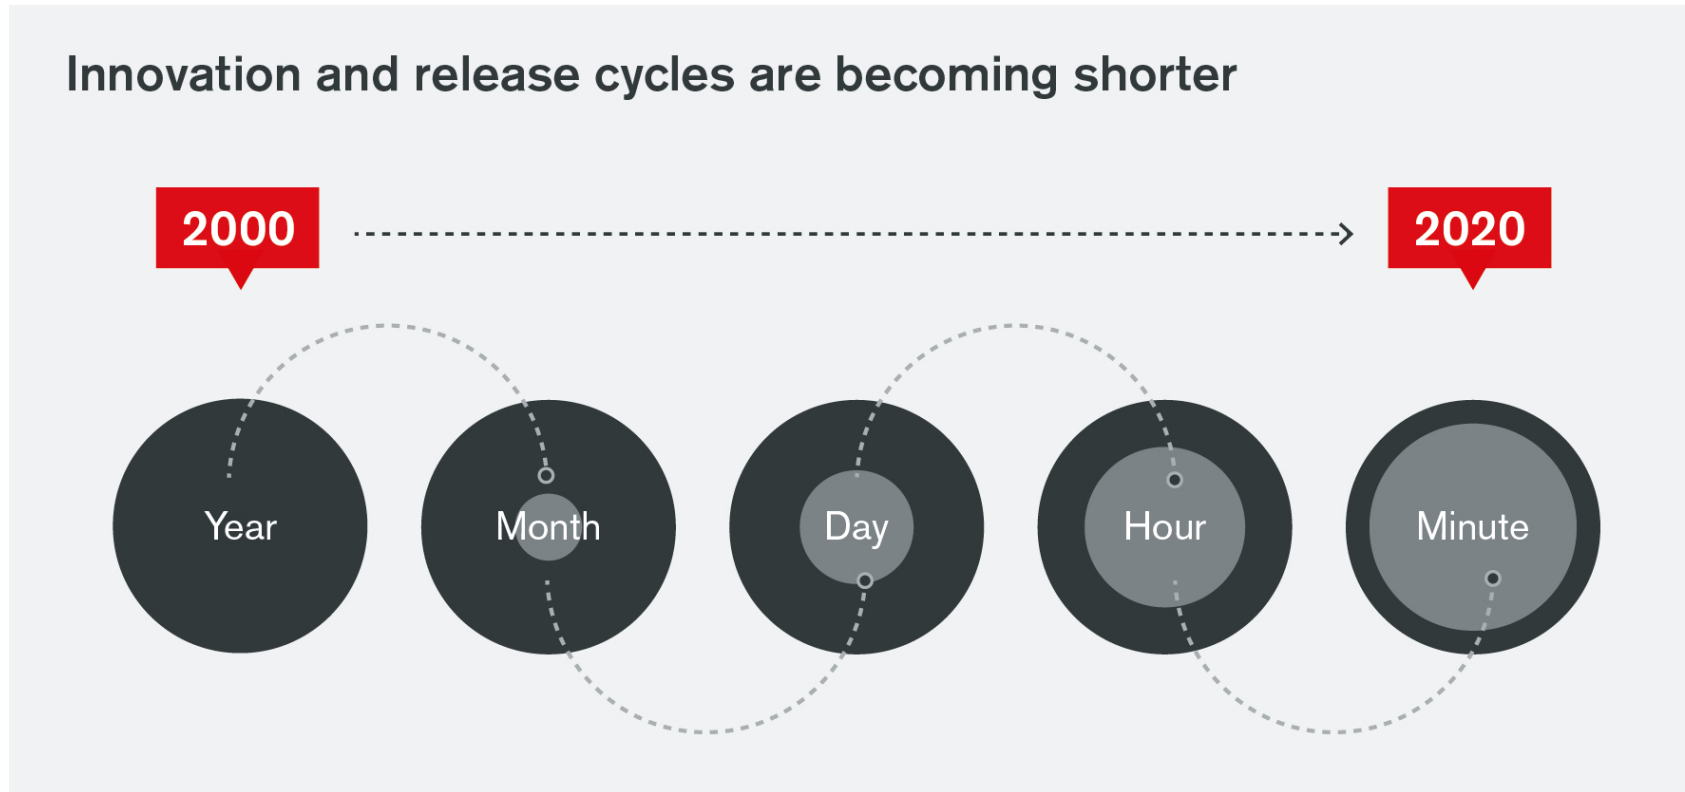 Innovation and release cycles are becoming shorter
2000
2020
Year
Month
Day
Hour
Minute